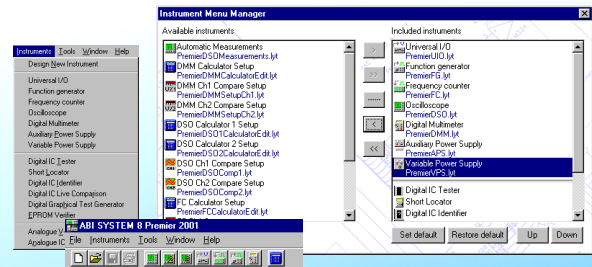 Instrument Menu Manager
Available instruments
Included instruments
Automatic Measurements
PremierDSOMeasurements.lyt
DMM Calculator Setup
PremierDMMCalculatorEdit.lyt
DMM Ch1 Compare Setup
PremierDMMSetupCh1.lyt
DMM Ch2 Compare Setup
PremierDMMSetupCh2.lyt
DSO Calculator 1 Setup
PremierDSO1CalculatorEdit.lyt
DSO Calculator 2 Setup
PremierDSO2CalculatorEdit.lyt
DSO Ch1 Compare Setup
PremierDSOComp1.lyt
DSO Ch2 Compare Setup
PremierDSOComp2.lyt
FC Calculator Setup
PremierFCCalculatorEdit.lyt
>
>>
------
<
<<
Universal I/O
PremierUIO.lyt
Function generator
PremierFG.lyt
Frequency counter
PremierFC.lyt
Oscilloscope
PremierDSO.lyt
Digital Multimeter
PremierDMM.lyt
Auxiliary Power Supply
PremierAPS.lyt
Variable Power Supply
PremierVPS.lyt
Digital IC Tester
Short Locator
Digital IC Identifier
Set default Restore default Up Down
Instruments Tools Window Help
Design New Instrument
Universal I/O
Function generator
Frequency counter
Oscilloscope
Digital Multimeter
Auxiliary Power Supply
Variable Power Supply
Digital IC Tester
Short Locator
Digital IC Identifier
Digital IC Live Comparison
Digital Graphical Test Generator
EPROM Verifier
Analogue V
Analogue IC
ABI SYSTEM 8 Premier 2001
File Instruments Tools Window Help